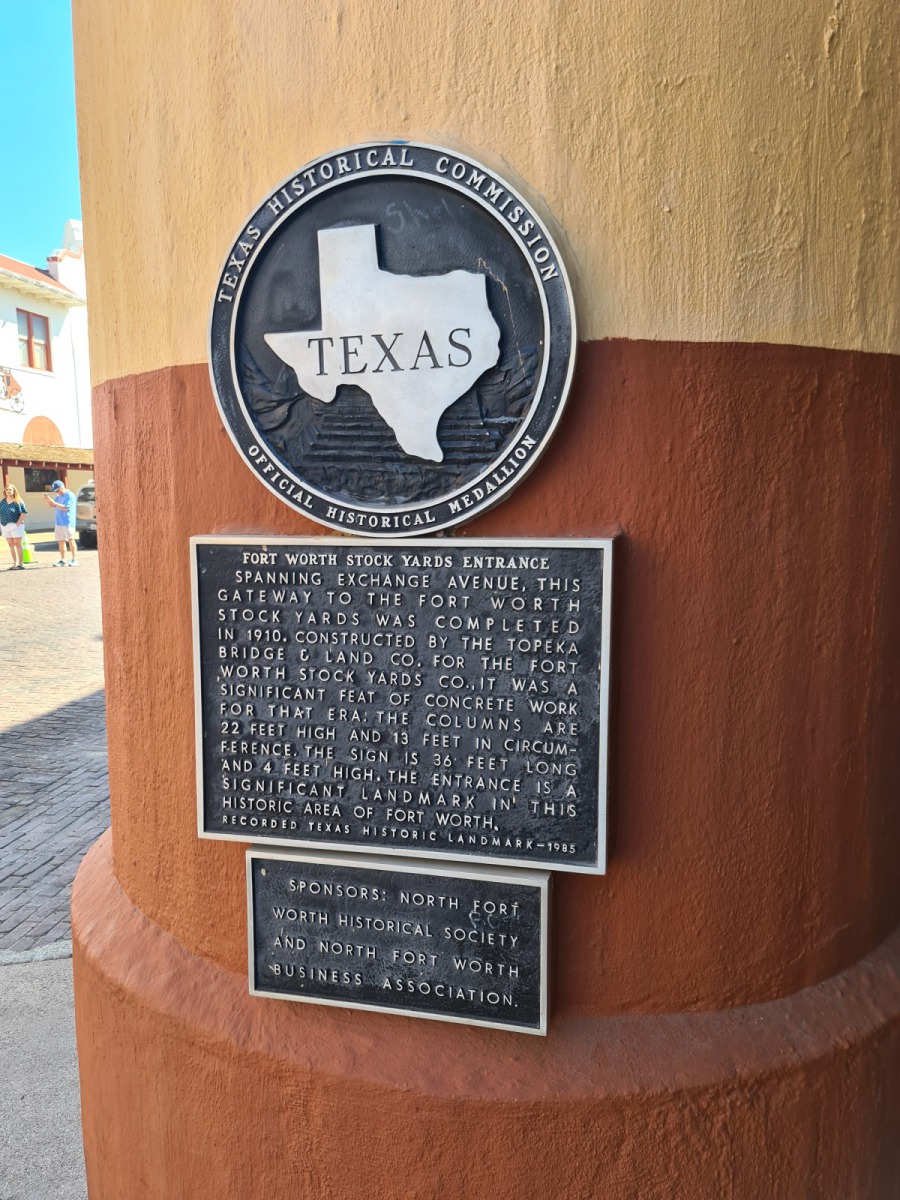 TEXAS HISTORICAL COMMISSION
TEXAS
OFFICIAL HISTORICAL MEDALLION
FORT WORTH STOCK YARDS ENTRANCE
SPANNING EXCHANGE AVENUE, THIS
GATEWAY TO THE FORT WORTH
STOCK YARDS WAS COMPLETED
IN 1910. CONSTRUCTED BY THE TOPEKA
BRIDGE & LAND CO. FOR THE FORT
WORTH STOCK YARDS CO., IT WAS A
SIGNIFICANT FEAT OF CONCRETE WORK
FOR THAT ERA. THE COLUMNS ARE
22 FEET HIGH AND 13 FEET IN CIRCUM-
FERENCE. THE SIGN IS 36 FEET LONG
AND 4 FEET HIGH. THE ENTRANCE IS A
SIGNIFICANT LANDMARK IN THIS
HISTORIC AREA OF FORT WORTH.
RECORDED TEXAS HISTORIC LANDMARK—1985
SPONSORS: NORTH FORT
WORTH HISTORICAL SOCIETY
AND NORTH FORT WORTH
BUSINESS ASSOCIATION.